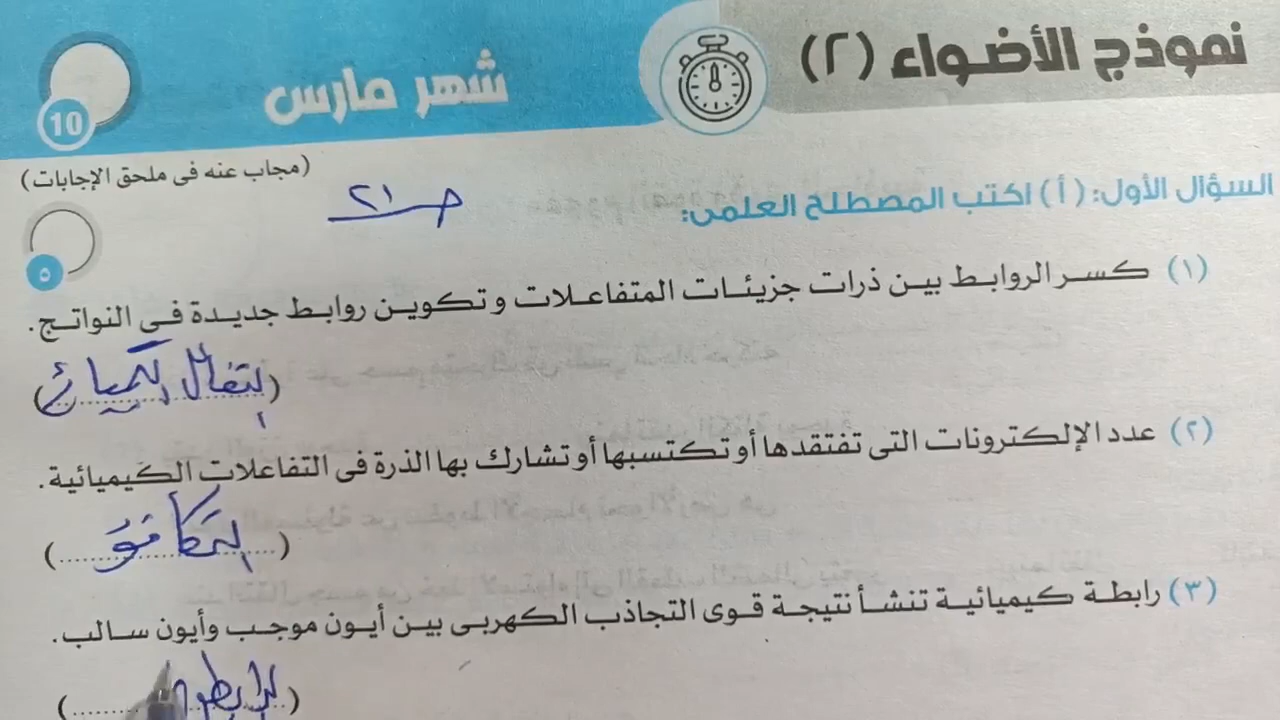 نموذج الأضواء (٢)
شهر مارس
10
(مجاب عنه فى ملحق الإجابات)
صـ ٢١
السؤال الأول: (أ) اكتب المصطلح العلمى:
٥
(١) كسر الروابط بين ذرات جزيئات المتفاعلات وتكوين روابط جديدة فى النواتج.
(التفاعل الكيميائى)
(٢) عدد الإلكترونات التى تفتقدها أو تكتسبها أو تشارك بها الذرة فى التفاعلات الكيميائية.
(التكافؤ)
(٣) رابطة كيميائية تنشأ نتيجة قوى التجاذب الكهربى بين أيون موجب وأيون سالب.